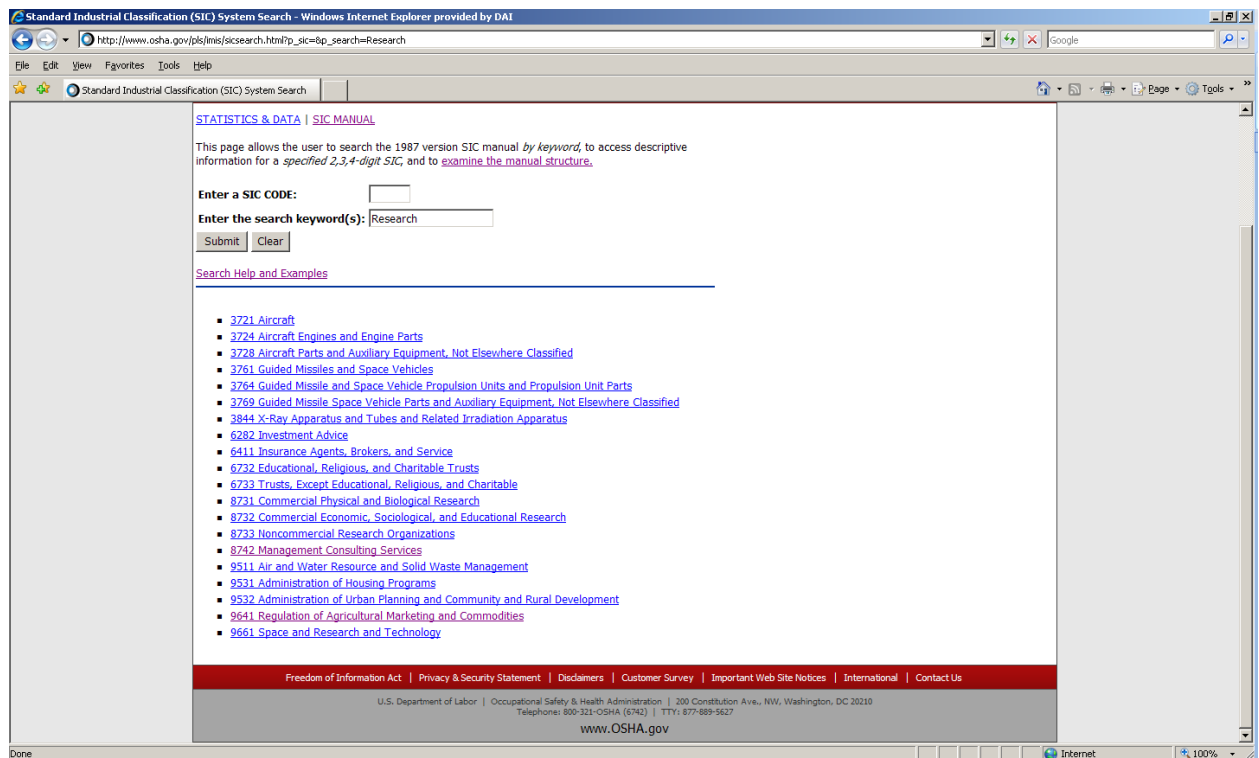 Standard Industrial Classification (SIC) System Search - Windows Internet Explorer provided by DAI
http://www.osha.gov/pls/imis/sicsearch.html?p_sic=&p_search=Research
Google
File Edit View Favorites Tools Help
Standard Industrial Classification (SIC) System Search
Page Tools »
STATISTICS & DATA | SIC MANUAL
This page allows the user to search the 1987 version SIC manual by keyword, to access descriptive
information for a specified 2,3,4-digit SIC, and to examine the manual structure.
Enter a SIC CODE:
Enter the search keyword(s): Research
Submit Clear
Search Help and Examples
3721 Aircraft
3724 Aircraft Engines and Engine Parts
3728 Aircraft Parts and Auxiliary Equipment, Not Elsewhere Classified
3761 Guided Missiles and Space Vehicles
3764 Guided Missile and Space Vehicle Propulsion Units and Propulsion Unit Parts
3769 Guided Missile Space Vehicle Parts and Auxiliary Equipment, Not Elsewhere Classified
3844 X-Ray Apparatus and Tubes and Related Irradiation Apparatus
6282 Investment Advice
6411 Insurance Agents, Brokers, and Service
6732 Educational, Religious, and Charitable Trusts
6733 Trusts, Except Educational, Religious, and Charitable
8731 Commercial Physical and Biological Research
8732 Commercial Economic, Sociological, and Educational Research
8733 Noncommercial Research Organizations
8742 Management Consulting Services
9511 Air and Water Resource and Solid Waste Management
9531 Administration of Housing Programs
9532 Administration of Urban Planning and Community and Rural Development
9641 Regulation of Agricultural Marketing and Commodities
9661 Space and Research and Technology
Freedom of Information Act | Privacy & Security Statement | Disclaimers | Customer Survey | Important Web Site Notices | International | Contact Us
U.S. Department of Labor | Occupational Safety & Health Administration | 200 Constitution Ave., NW, Washington, DC 20210
Telephone: 800-321-OSHA (6742) | TTY: 877-889-5627
www.OSHA.gov
Done Internet 100%